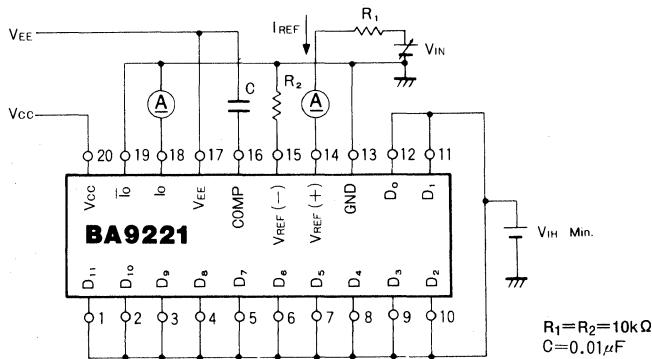 R₁
IREF
VEE
VIN
C
R₂
A
A
VCC
20 19 18 17 16 15 14 13 12 11
VCC I̅o̅ Io VEE COMP VREF(−) VREF(+) GND D₀ D₁
BA9221
VIH Min.
D₁₁ D₁₀ D₉ D₈ D₇ D₆ D₅ D₄ D₃ D₂
1 2 3 4 5 6 7 8 9 10
R₁=R₂=10kΩ
C=0.01μF